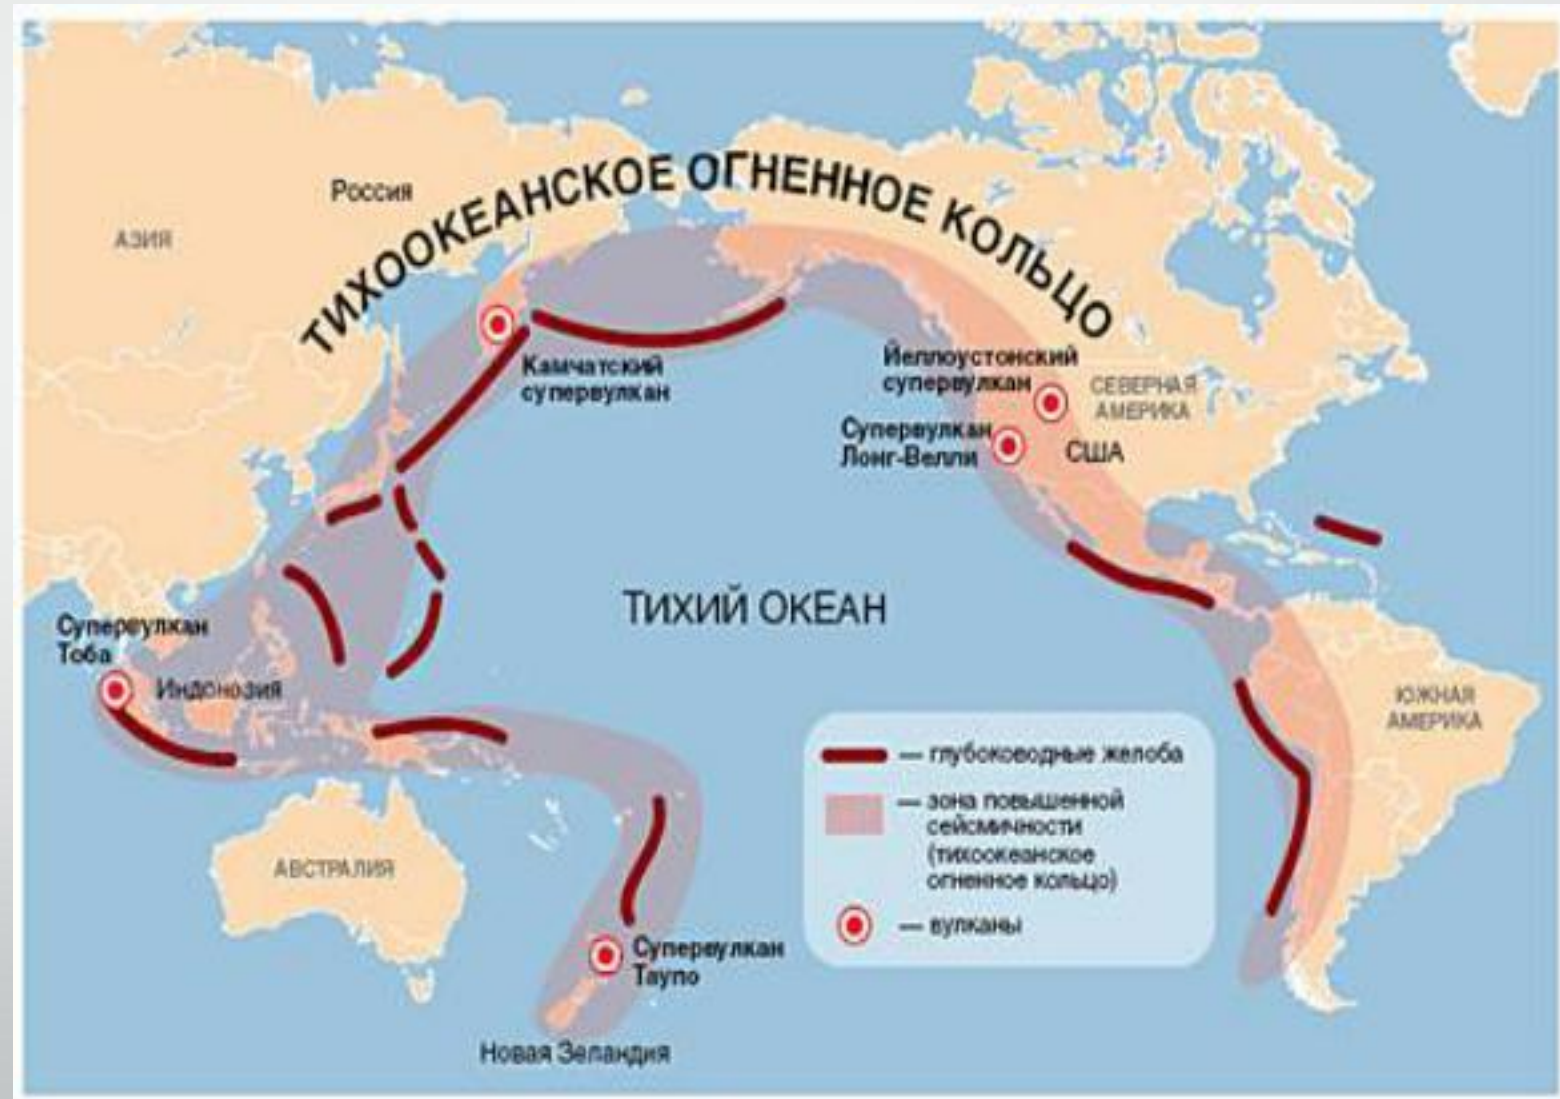 ТИХООКЕАНСКОЕ ОГНЕННОЕ КОЛЬЦО
Россия
АЗИЯ
Камчатский
супервулкан
Йеллоустонский
супервулкан
СЕВЕРНАЯ
АМЕРИКА
Супервулкан
Лонг-Велли
США
ТИХИЙ ОКЕАН
Супервулкан
Тоба
Индонозия
ЮЖНАЯ
АМЕРИКА
— глубоководные желоба
— зона повышенной
сейсмичности
(тихоокеанское
огненное кольцо)
— вулканы
АВСТРАЛИЯ
Супервулкан
Таупо
Новая Зеландия